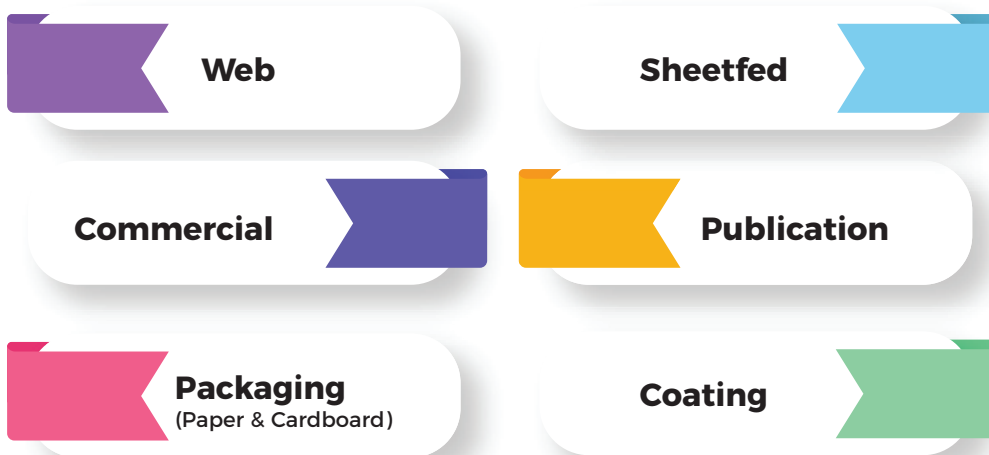 Web
Sheetfed
Commercial
Publication
Packaging
(Paper & Cardboard)
Coating